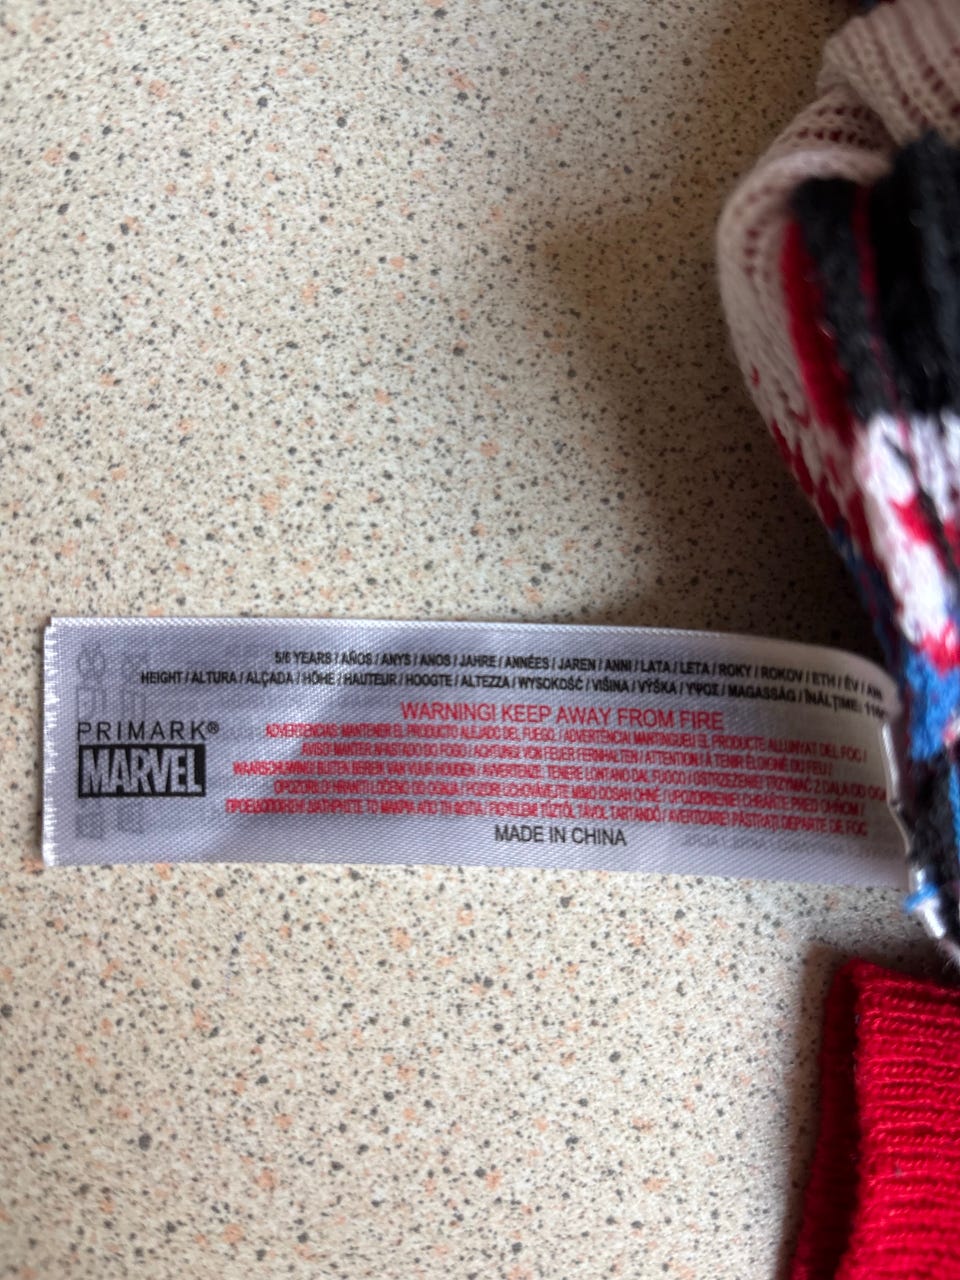 5/6 YEARS / AÑOS / ANYS / ANOS / JAHRE / ANNÉES / JAREN / ANNI / LATA / LETA / ROKY / ROKOV / ΕΤΗ / ÉV / ANI
HEIGHT / ALTURA / ALÇADA / HÖHE / HAUTEUR / HOOGTE / ALTEZZA / WYSOKOŚĆ / VIŠINA / VÝŠKA / ΥΨΟΣ / MAGASSÁG / ÎNĂLȚIME:
WARNING! KEEP AWAY FROM FIRE
ADVERTENCIAS: MANTENER EL PRODUCTO ALEJADO DEL FUEGO. / ADVERTÈNCIA! MANTINGUEU EL PRODUCTE ALLUNYAT DEL FOC /
AVISO! MANTER AFASTADO DO FOGO / ACHTUNG! VON FEUER FERNHALTEN / ATTENTION ! À TENIR ÉLOIGNÉ DU FEU /
WAARSCHUWING! BUITEN BEREIK VAN VUUR HOUDEN / AVVERTENZE: TENERE LONTANO DAL FUOCO / OSTRZEŻENIE! TRZYMAĆ Z DALA OD
OPOZORILO! HRANITI LOČENO OD OGNJA / POZOR! UCHOVÁVEJTE MIMO DOSAH OHNĚ / UPOZORNENIE! CHRÁŇTE PRED OHŇOM /
ΠΡΟΕΙΔΟΠΟΙΗΣΗ! ΔΙΑΤΗΡΕΙΤΕ ΤΟ ΜΑΚΡΙΑ ΑΠΟ ΤΗ ΦΩΤΙΑ / FIGYELEM! TŰZTŐL TÁVOL TARTANDÓ / AVERTIZARE! PĂSTRAȚI DEPARTE DE FOC
MADE IN CHINA
PRIMARK®
MARVEL